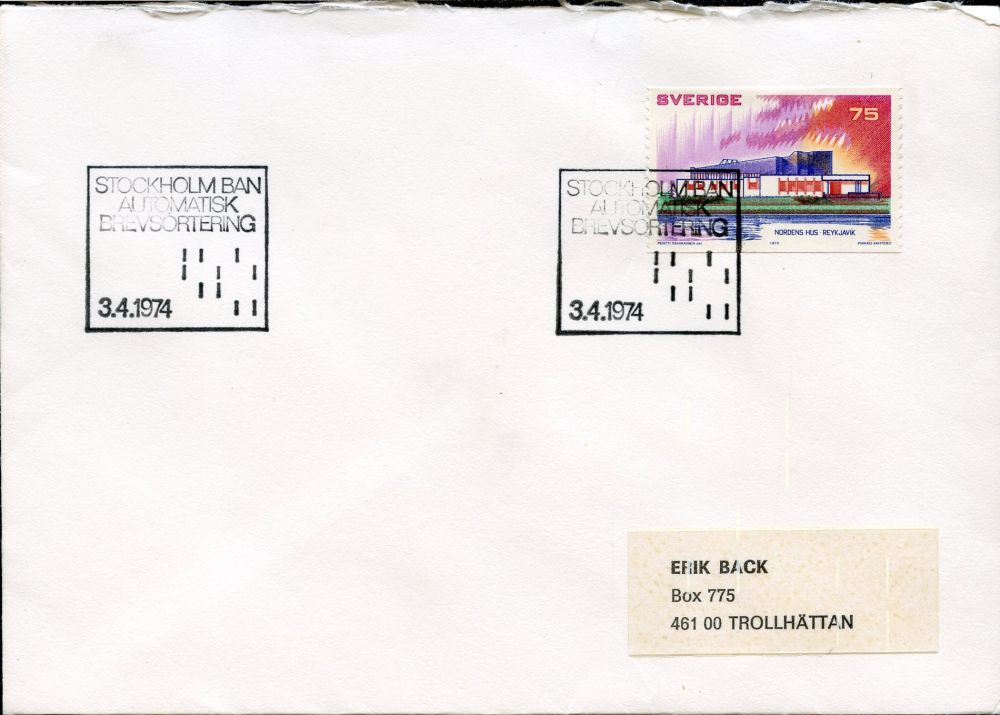 SVERIGE
75
NORDENS HUS · REYKJAVIK
1973
STOCKHOLM BAN
AUTOMATISK
BREVSORTERING
3.4.1974
STOCKHOLM BAN
AUTOMATISK
BREVSORTERING
3.4.1974
ERIK BACK
Box 775
461 00 TROLLHÄTTAN